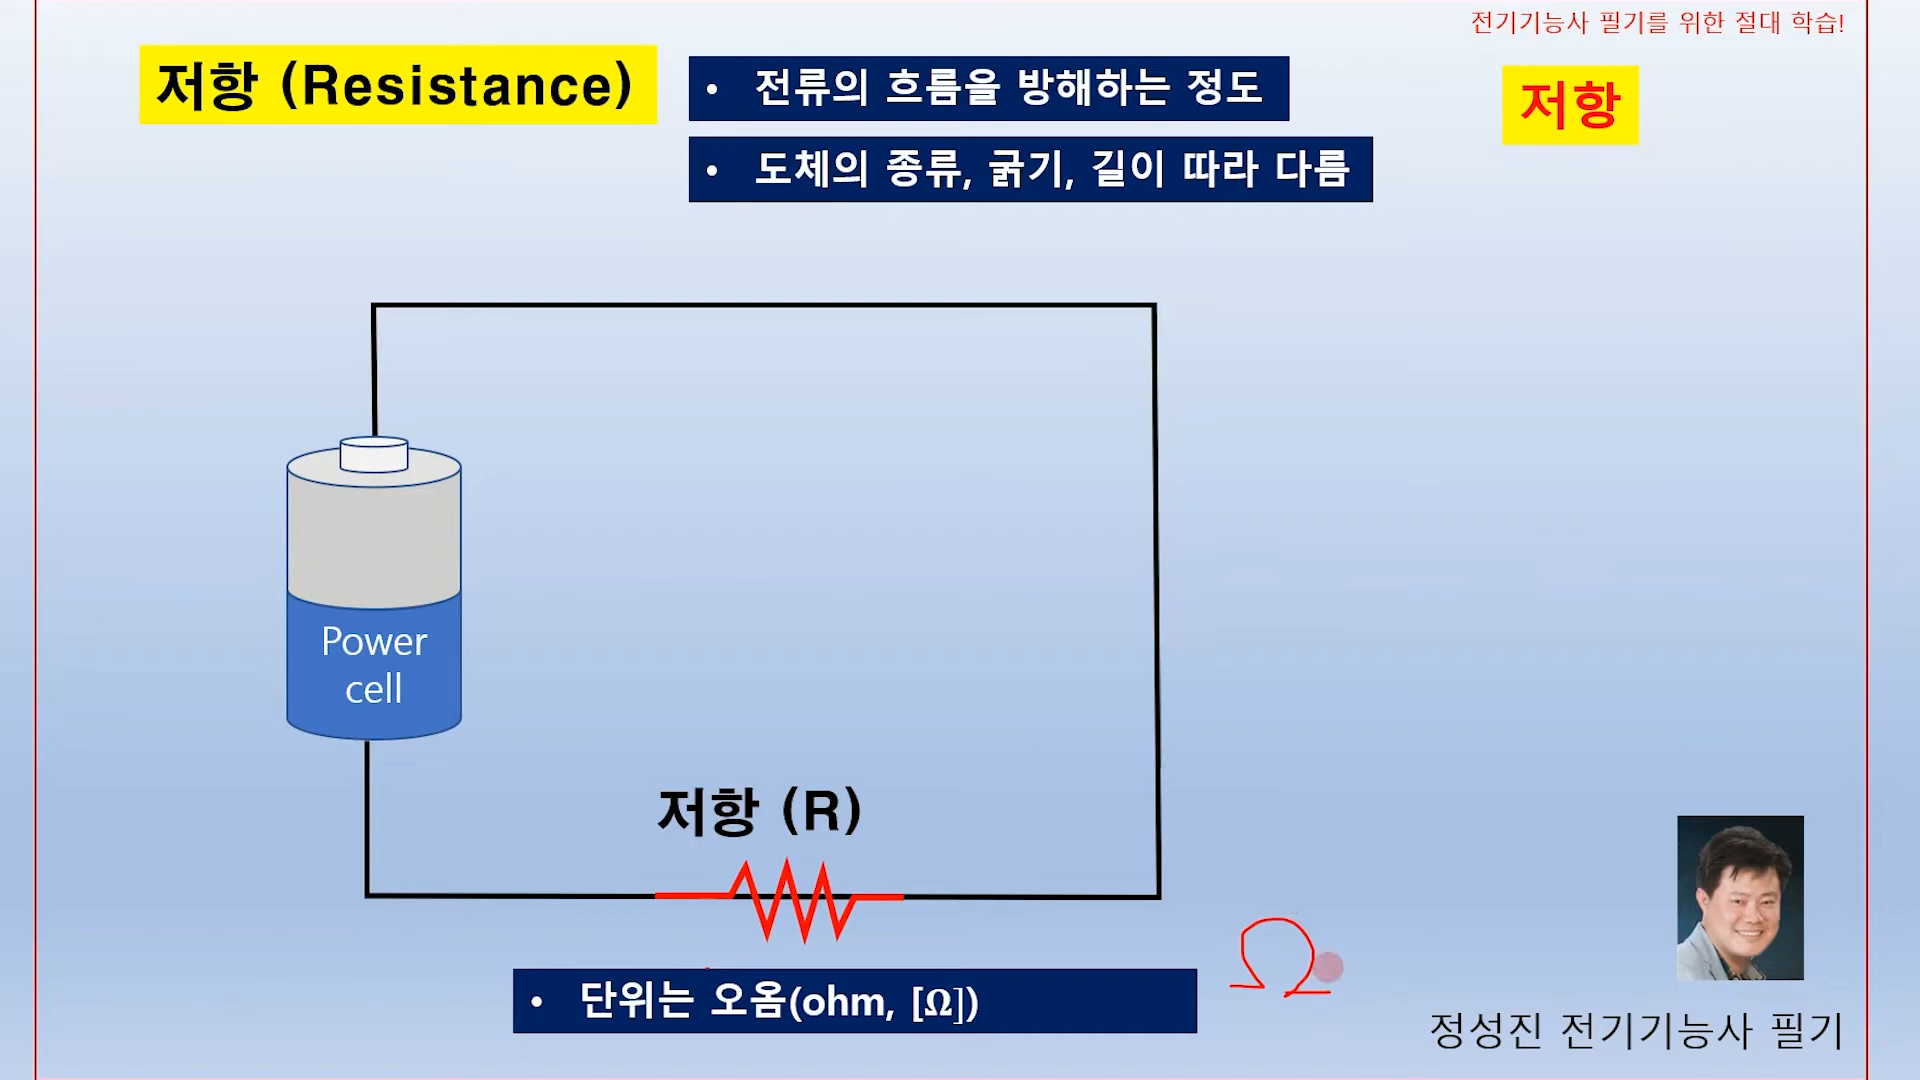 전기기능사 필기를 위한 절대 학습!
저항 (Resistance)
• 전류의 흐름을 방해하는 정도
저항
• 도체의 종류, 굵기, 길이 따라 다름
Power
cell
저항 (R)
Ω
• 단위는 오옴(ohm, [Ω])
정성진 전기기능사 필기